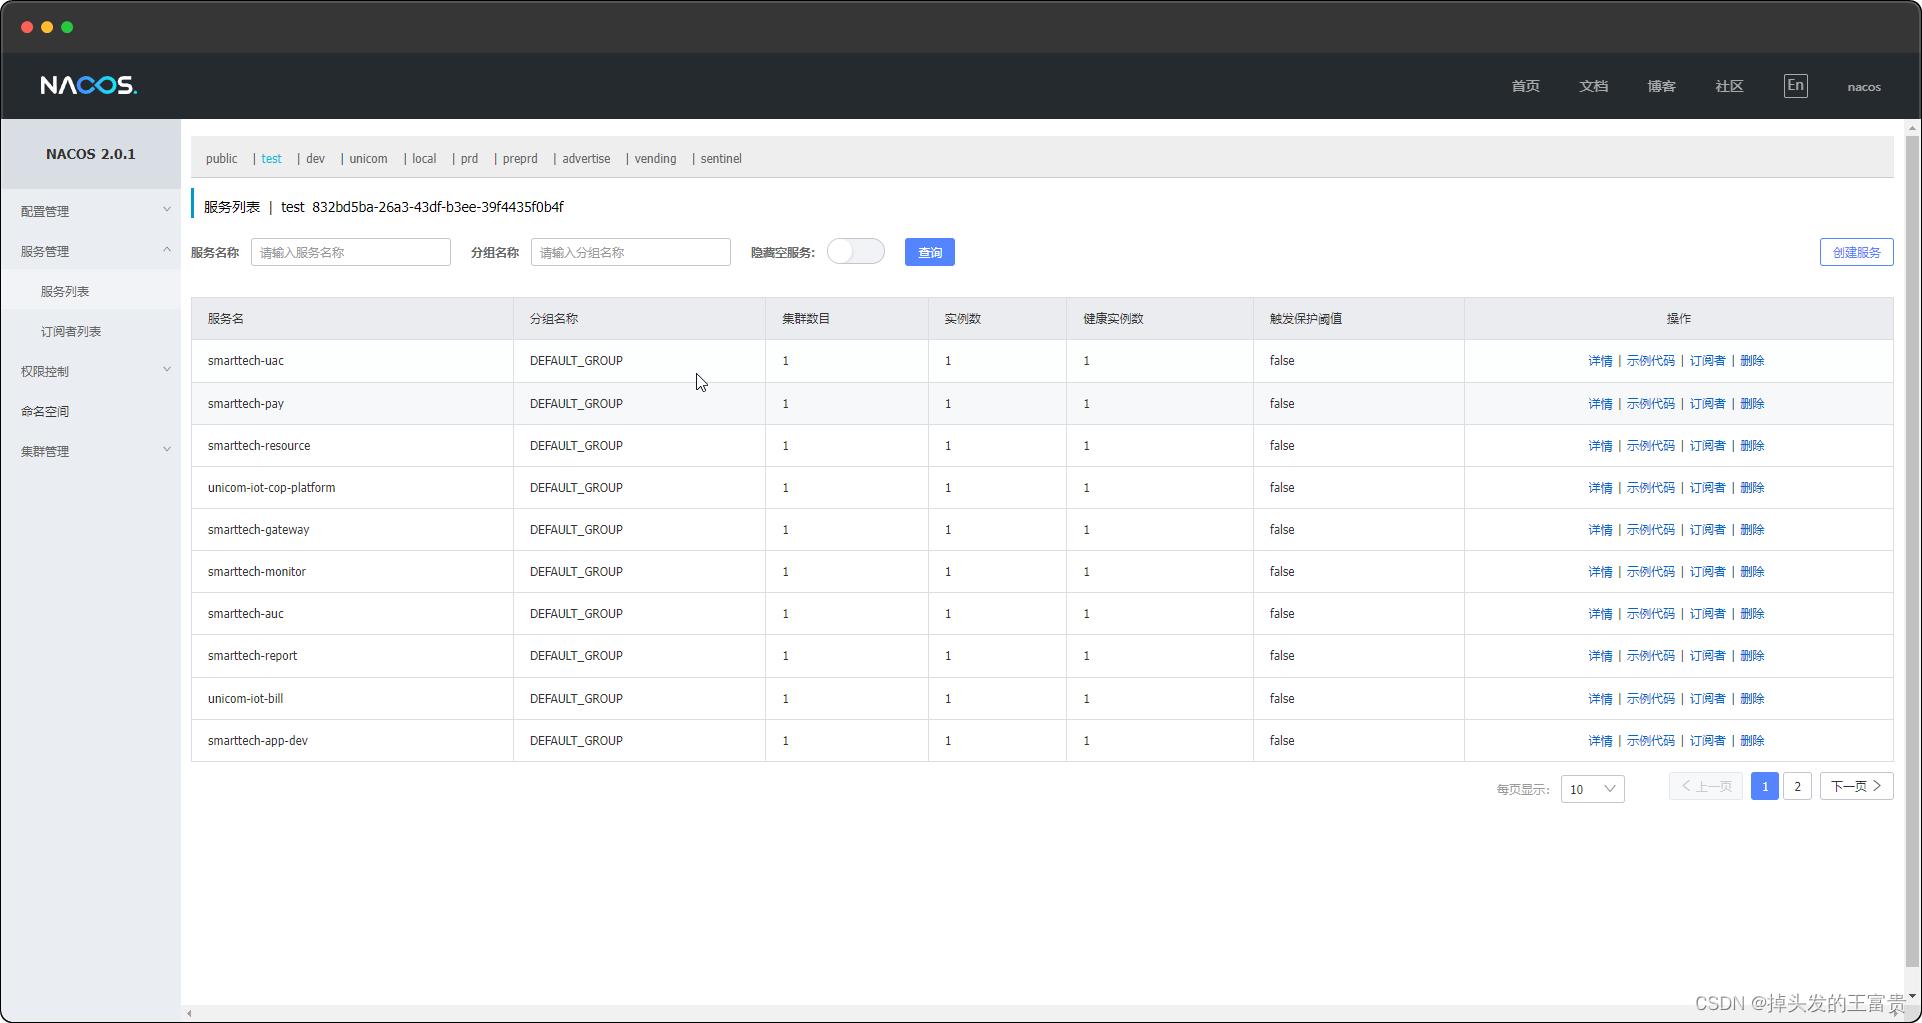 NACOS.
首页 文档 博客 社区 En nacos
NACOS 2.0.1
配置管理
服务管理
服务列表
订阅者列表
权限控制
命名空间
集群管理
public | test | dev | unicom | local | prd | preprd | advertise | vending | sentinel
服务列表 | test 832bd5ba-26a3-43df-b3ee-39f4435f0b4f
服务名称 请输入服务名称 分组名称 请输入分组名称 隐藏空服务: 查询 创建服务
服务名 分组名称 集群数目 实例数 健康实例数 触发保护阈值 操作
smarttech-uac DEFAULT_GROUP 1 1 1 false 详情 | 示例代码 | 订阅者 | 删除
smarttech-pay DEFAULT_GROUP 1 1 1 false 详情 | 示例代码 | 订阅者 | 删除
smarttech-resource DEFAULT_GROUP 1 1 1 false 详情 | 示例代码 | 订阅者 | 删除
unicom-iot-cop-platform DEFAULT_GROUP 1 1 1 false 详情 | 示例代码 | 订阅者 | 删除
smarttech-gateway DEFAULT_GROUP 1 1 1 false 详情 | 示例代码 | 订阅者 | 删除
smarttech-monitor DEFAULT_GROUP 1 1 1 false 详情 | 示例代码 | 订阅者 | 删除
smarttech-auc DEFAULT_GROUP 1 1 1 false 详情 | 示例代码 | 订阅者 | 删除
smarttech-report DEFAULT_GROUP 1 1 1 false 详情 | 示例代码 | 订阅者 | 删除
unicom-iot-bill DEFAULT_GROUP 1 1 1 false 详情 | 示例代码 | 订阅者 | 删除
smarttech-app-dev DEFAULT_GROUP 1 1 1 false 详情 | 示例代码 | 订阅者 | 删除
每页显示: 10 上一页 1 2 下一页
CSDN @掉头发的王富贵